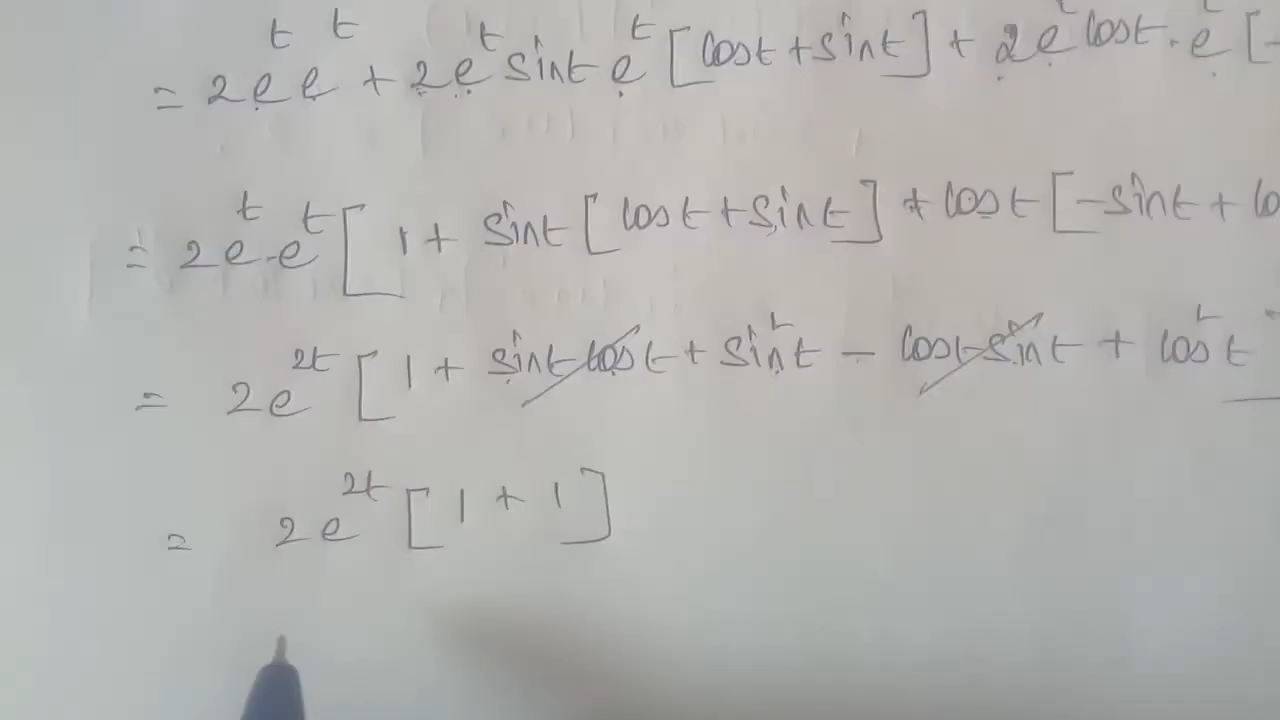 = 2e^t e^t + 2e^t sint e^t [cost + sint] + 2e^t cost . e^t [-
= 2e^t . e^t [1 + sint [cost + sint] + cost [-sint + co
= 2e^2t [1 + sint cost + sin²t - cost sint + cos²t
= 2e^2t [1 + 1]